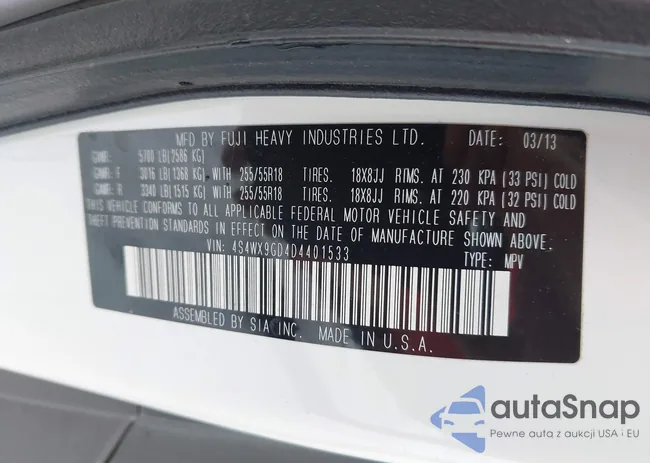 MFD BY FUJI HEAVY INDUSTRIES LTD. DATE: 03/13
GVWR: 5700 LB(2586 KG)
GAWR: F 3016 LB(1368 KG) WITH 255/55R18 TIRES. 18X8JJ RIMS. AT 230 KPA (33 PSI) COLD
GAWR: R 3340 LB(1515 KG) WITH 255/55R18 TIRES. 18X8JJ RIMS. AT 220 KPA (32 PSI) COLD
THIS VEHICLE CONFORMS TO ALL APPLICABLE FEDERAL MOTOR VEHICLE SAFETY AND
THEFT PREVENTION STANDARDS IN EFFECT ON THE DATE OF MANUFACTURE SHOWN ABOVE.
VIN: 4S4WX9GD4D4401533 TYPE: MPV
ASSEMBLED BY SIA INC. MADE IN U.S.A.
autaSnap
Pewne auta z aukcji USA i EU